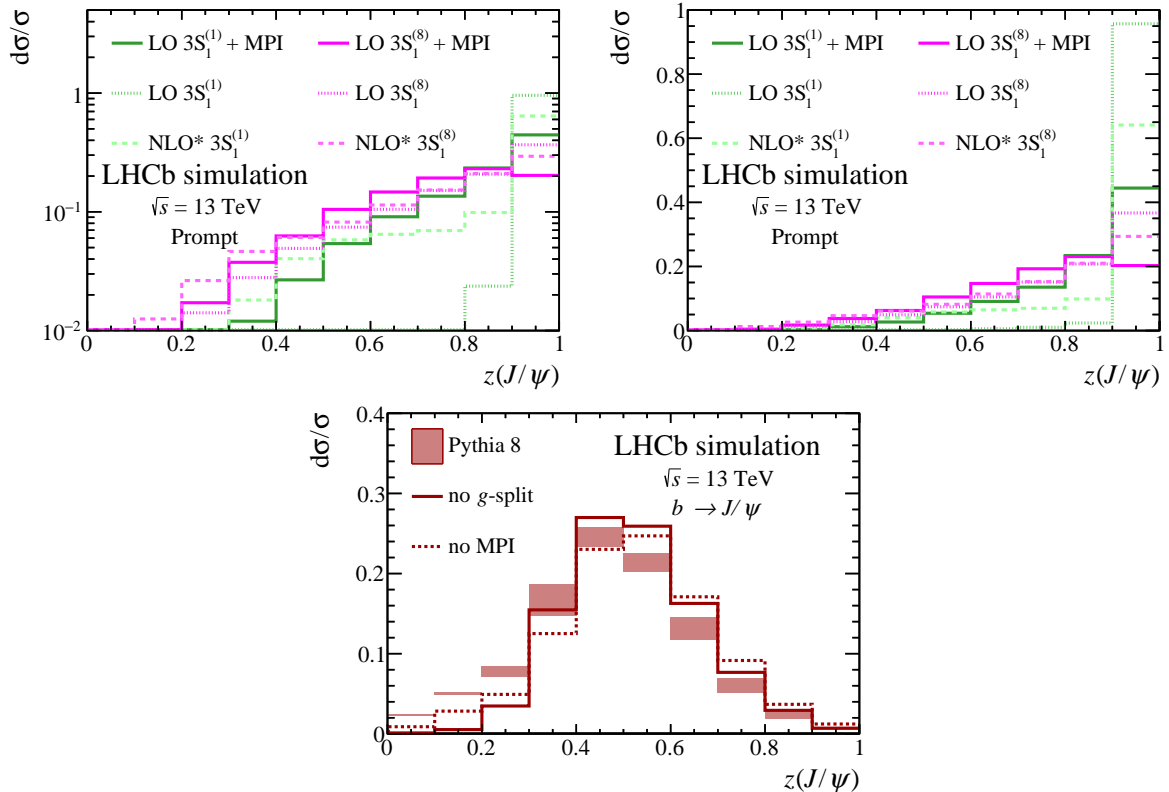 dσ/σ
1
10⁻¹
10⁻²
LO 3S₁⁽¹⁾ + MPI
LO 3S₁⁽⁸⁾ + MPI
LO 3S₁⁽¹⁾
LO 3S₁⁽⁸⁾
NLO* 3S₁⁽¹⁾
NLO* 3S₁⁽⁸⁾
LHCb simulation
√s = 13 TeV
Prompt
0 0.2 0.4 0.6 0.8 1
z(J/ψ)
dσ/σ
1
0.8
0.6
0.4
0.2
0
LO 3S₁⁽¹⁾ + MPI
LO 3S₁⁽⁸⁾ + MPI
LO 3S₁⁽¹⁾
LO 3S₁⁽⁸⁾
NLO* 3S₁⁽¹⁾
NLO* 3S₁⁽⁸⁾
LHCb simulation
√s = 13 TeV
Prompt
0 0.2 0.4 0.6 0.8 1
z(J/ψ)
dσ/σ
0.4
0.3
0.2
0.1
0
Pythia 8
no g-split
no MPI
LHCb simulation
√s = 13 TeV
b → J/ψ
0 0.2 0.4 0.6 0.8 1
z(J/ψ)